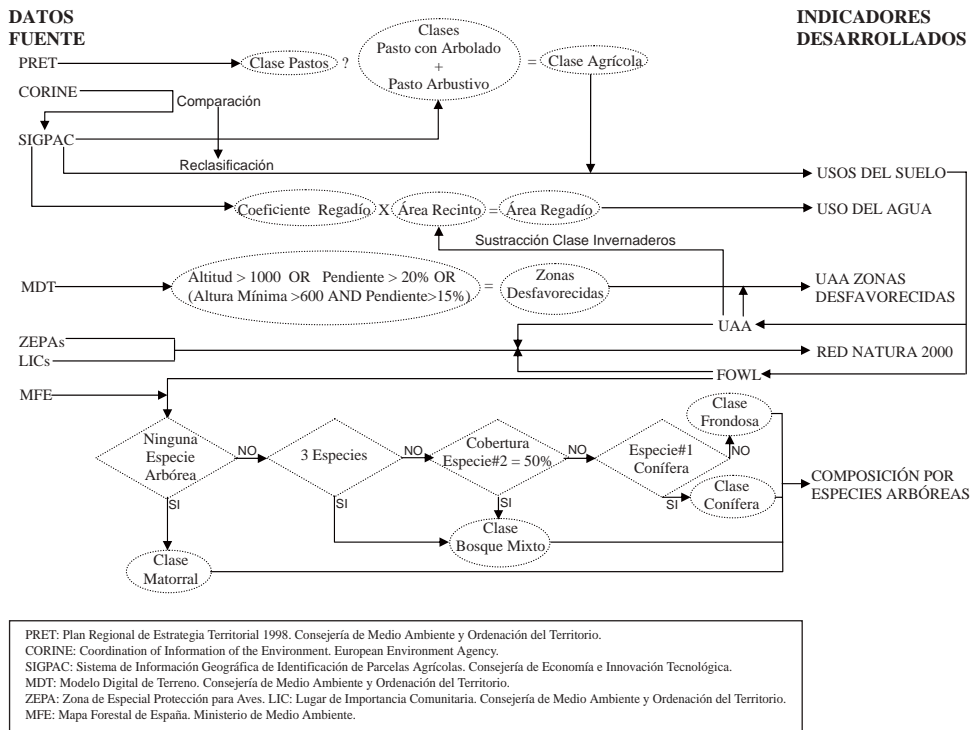 DATOS
FUENTE
INDICADORES
DESARROLLADOS
PRET
Clase Pastos
?
Clases
Pasto con Arbolado
+
Pasto Arbustivo
=
Clase Agrícola
CORINE
Comparación
SIGPAC
Reclasificación
USOS DEL SUELO
Coeficiente Regadío X Área Recinto = Área Regadío
USO DEL AGUA
Sustracción Clase Invernaderos
MDT
Altitud > 1000 OR Pendiente > 20% OR
(Altura Mínima >600 AND Pendiente>15%)
=
Zonas
Desfavorecidas
UAA ZONAS
DESFAVORECIDAS
UAA
ZEPAs
LICs
RED NATURA 2000
FOWL
MFE
Ninguna
Especie
Arbórea
NO
SI
3 Especies
NO
SI
Cobertura
Especie#2 = 50%
NO
SI
Especie#1
Conífera
NO
SI
Clase
Frondosa
Clase
Conífera
COMPOSICIÓN POR
ESPECIES ARBÓREAS
Clase
Bosque Mixto
Clase
Matorral
PRET: Plan Regional de Estrategia Territorial 1998. Consejería de Medio Ambiente y Ordenación del Territorio.
CORINE: Coordination of Information of the Environment. European Environment Agency.
SIGPAC: Sistema de Información Geográfica de Identificación de Parcelas Agrícolas. Consejería de Economía e Innovación Tecnológica.
MDT: Modelo Digital de Terreno. Consejería de Medio Ambiente y Ordenación del Territorio.
ZEPA: Zona de Especial Protección para Aves. LIC: Lugar de Importancia Comunitaria. Consejería de Medio Ambiente y Ordenación del Territorio.
MFE: Mapa Forestal de España. Ministerio de Medio Ambiente.